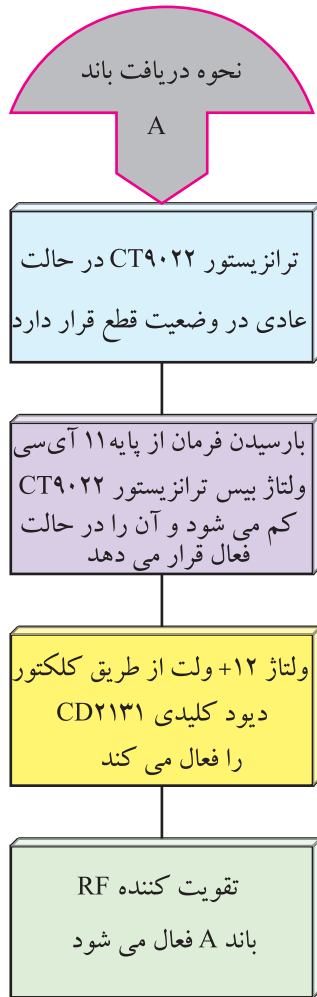 نحوه دریافت باند
A
ترانزیستور CT۹۰۲۲ در حالت
عادی در وضعیت قطع قرار دارد
بارسیدن فرمان از پایه۱۱ آی‌سی
ولتاژ بیس ترانزیستور CT۹۰۲۲
کم می شود و آن را در حالت
فعال قرار می دهد
ولتاژ ۱۲+ ولت از طریق کلکتور
دیود کلیدی CD۲۱۳۱
را فعال می کند
تقویت کننده RF
باند A فعال می شود